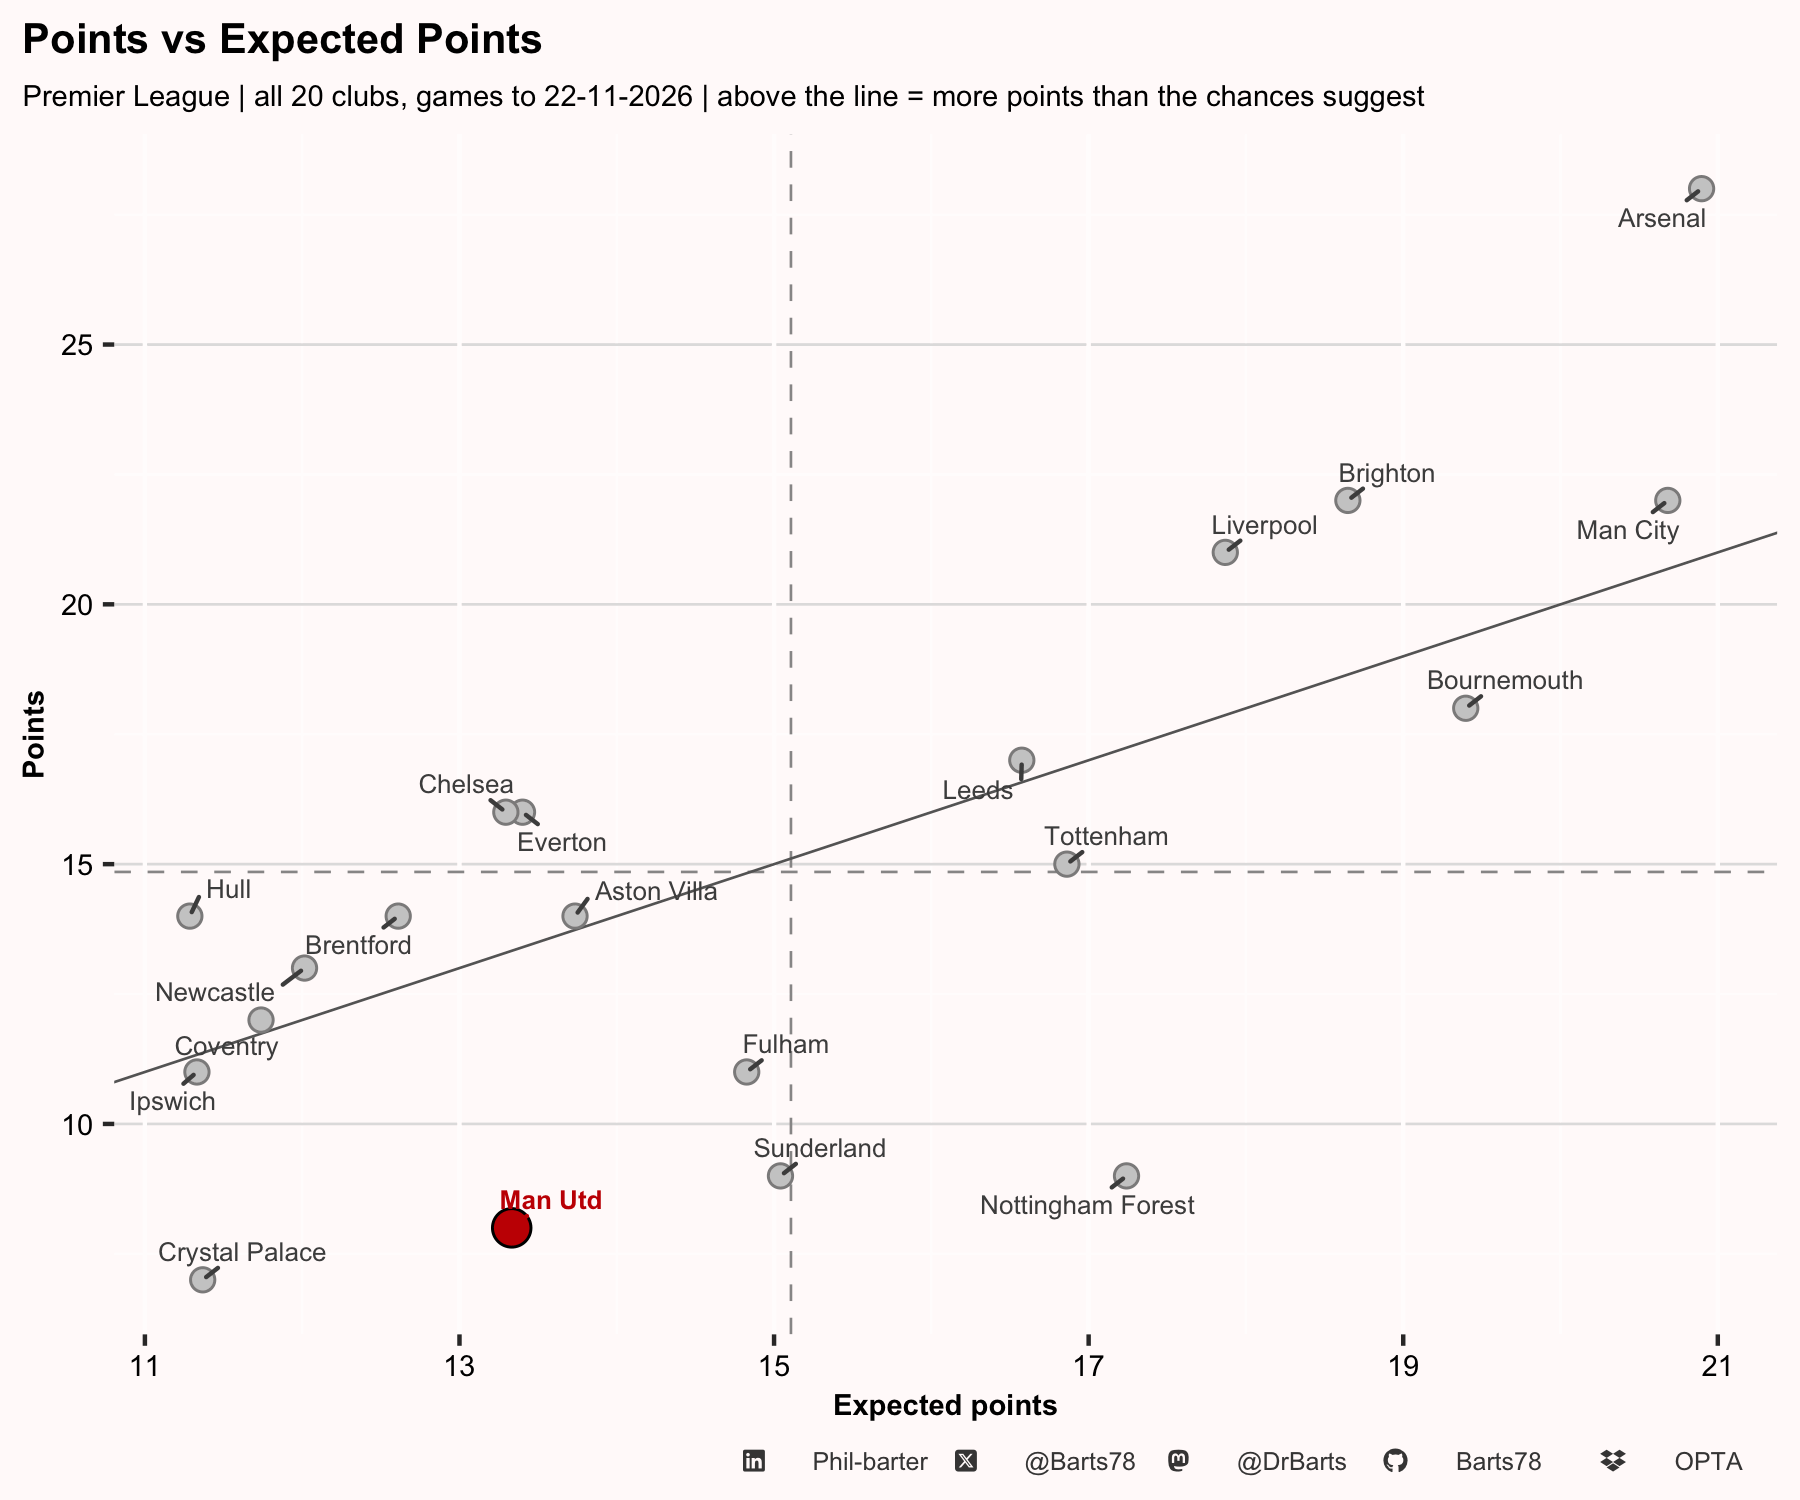 Points vs Expected Points
Premier League | all 20 clubs, games to 22-11-2026 | above the line = more points than the chances suggest
Arsenal
25
Brighton
Liverpool
Man City
20
Bournemouth
Points
Chelsea
Leeds
Everton
Tottenham
15
Hull
Aston Villa
Brentford
Newcastle
Coventry
Fulham
Ipswich
10
Sunderland
Man Utd
Nottingham Forest
Crystal Palace
11 13 15 17 19 21
Expected points
Phil-barter @Barts78 @DrBarts Barts78 OPTA